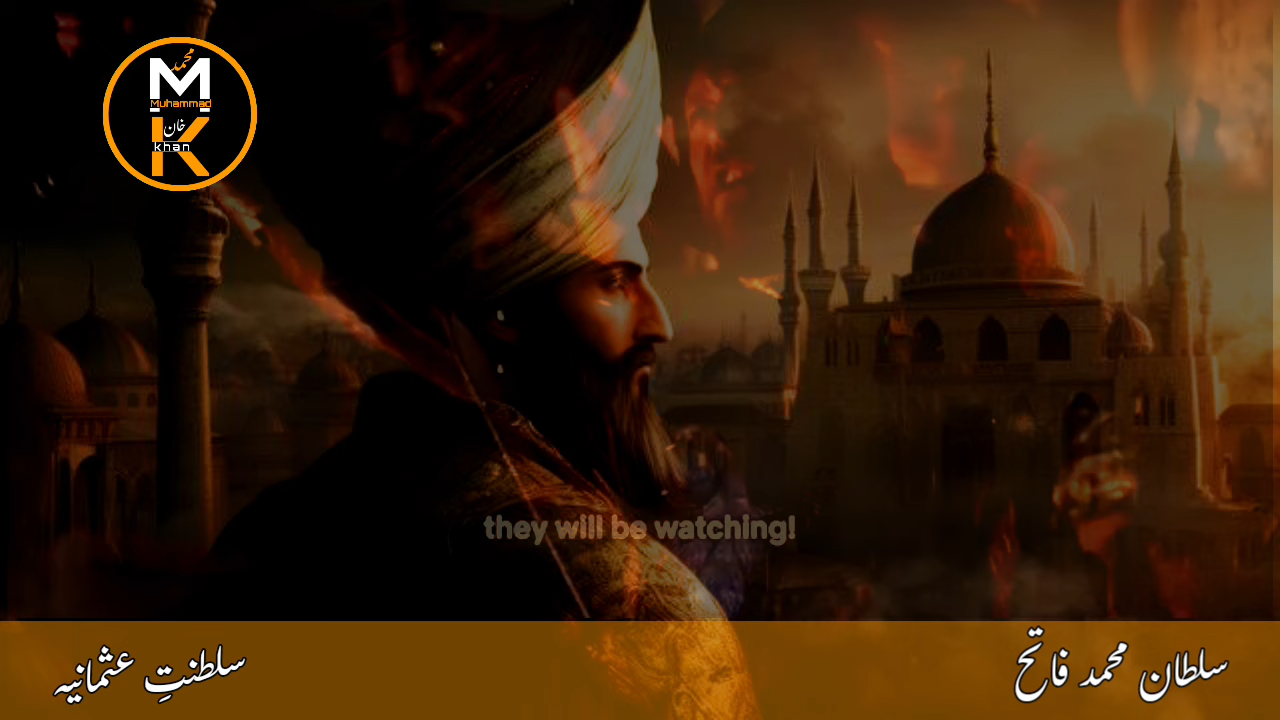 محمد
M
Muhammad
خان
K
khan
they will be watching!
سلطان محمد فاتح
سلطنتِ عثمانیہ